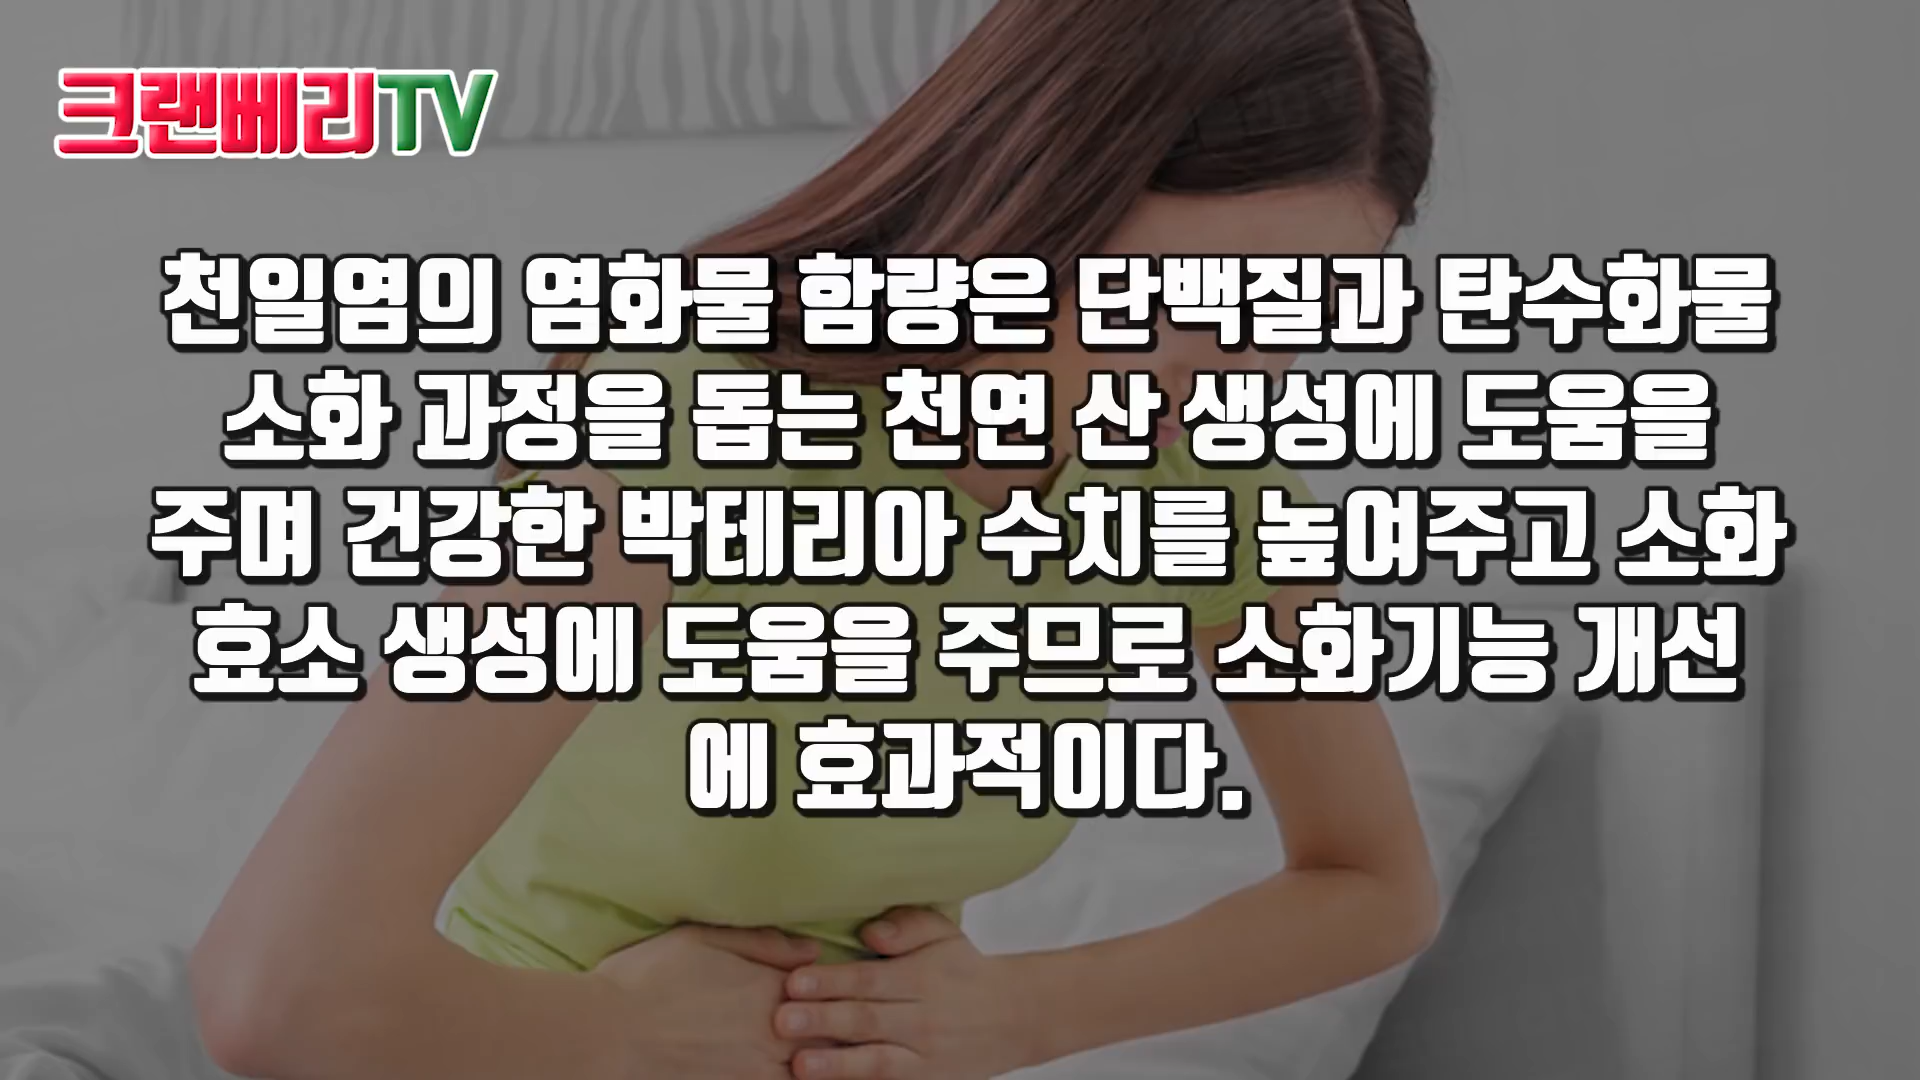 크랜베리TV
천일염의 염화물 함량은 단백질과 탄수화물
소화 과정을 돕는 천연 산 생성에 도움을
주며 건강한 박테리아 수치를 높여주고 소화
효소 생성에 도움을 주므로 소화기능 개선
에 효과적이다.